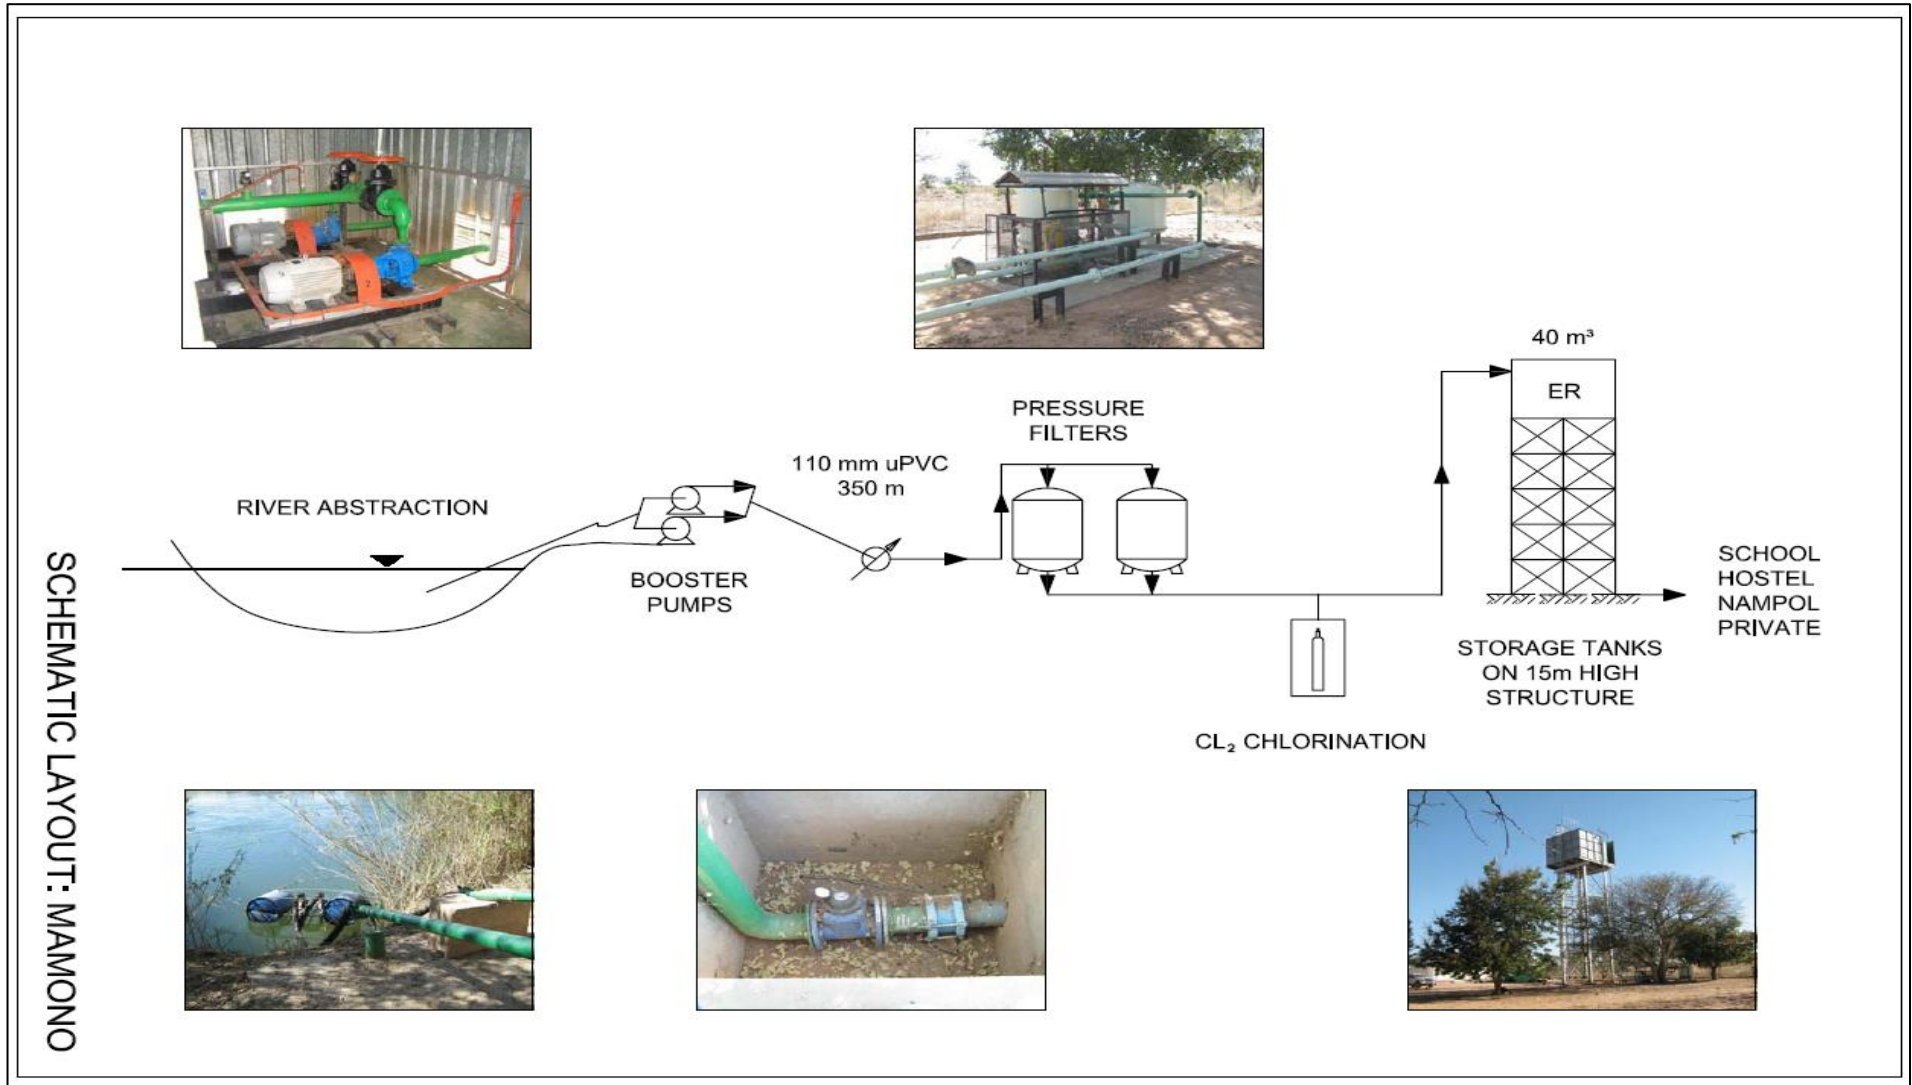 SCHEMATIC LAYOUT: MAMONO
40 m³
ER
PRESSURE
FILTERS
110 mm uPVC
350 m
RIVER ABSTRACTION
BOOSTER
PUMPS
SCHOOL
HOSTEL
NAMPOL
PRIVATE
STORAGE TANKS
ON 15m HIGH
STRUCTURE
CL₂ CHLORINATION
2